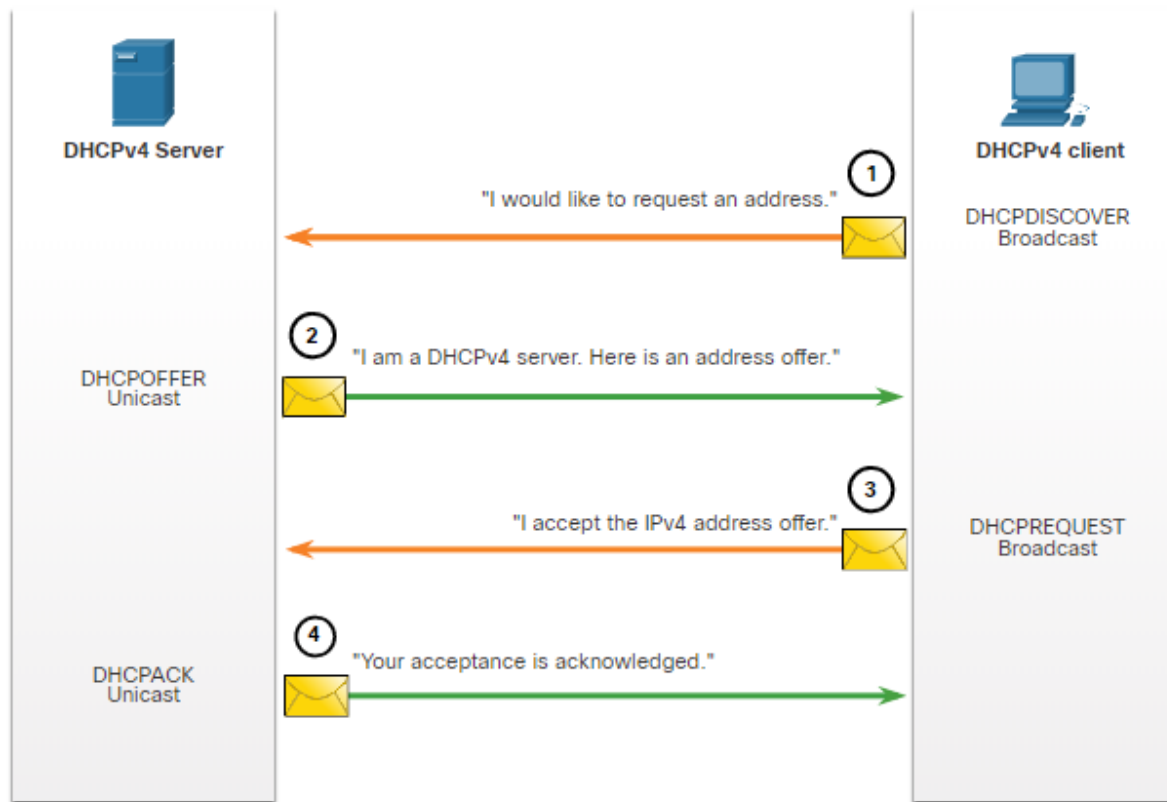 DHCPv4 Server
DHCPv4 client
1
"I would like to request an address."
DHCPDISCOVER
Broadcast
2
"I am a DHCPv4 server. Here is an address offer."
DHCPOFFER
Unicast
3
"I accept the IPv4 address offer."
DHCPREQUEST
Broadcast
4
"Your acceptance is acknowledged."
DHCPACK
Unicast